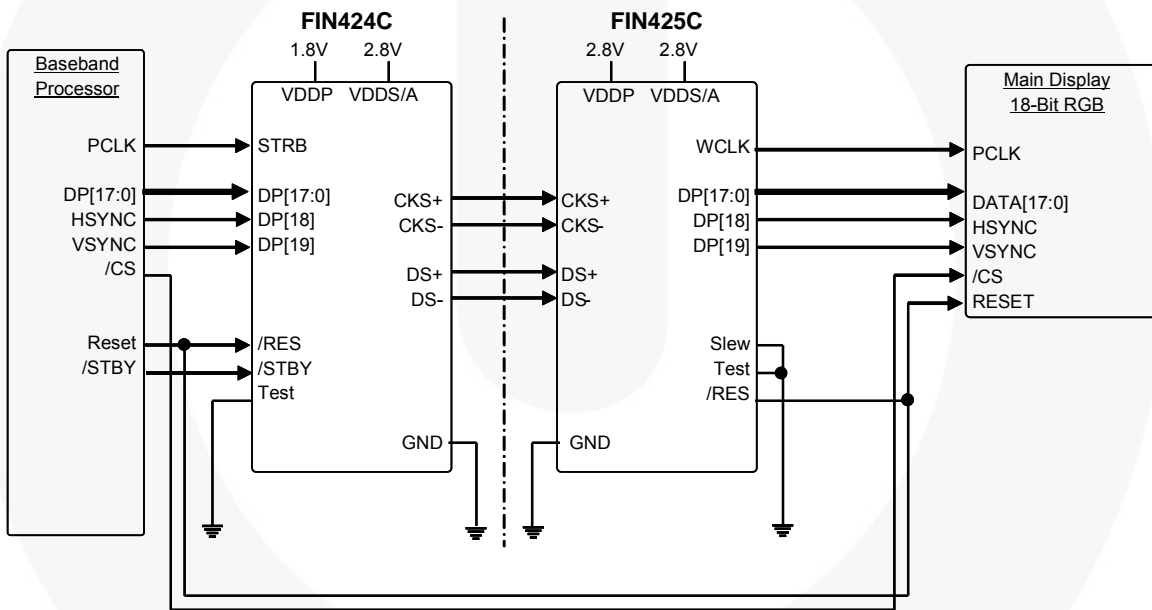 FIN424C
FIN425C
1.8V 2.8V
2.8V 2.8V
Baseband
Processor
VDDP VDDS/A
VDDP VDDS/A
Main Display
18-Bit RGB
PCLK
STRB
WCLK
PCLK
DP[17:0]
HSYNC
VSYNC
/CS
DP[17:0]
DP[18]
DP[19]
CKS+
CKS-
DS+
DS-
CKS+
CKS-
DS+
DS-
DP[17:0]
DP[18]
DP[19]
DATA[17:0]
HSYNC
VSYNC
/CS
RESET
Reset
/STBY
/RES
/STBY
Test
Slew
Test
/RES
GND
GND